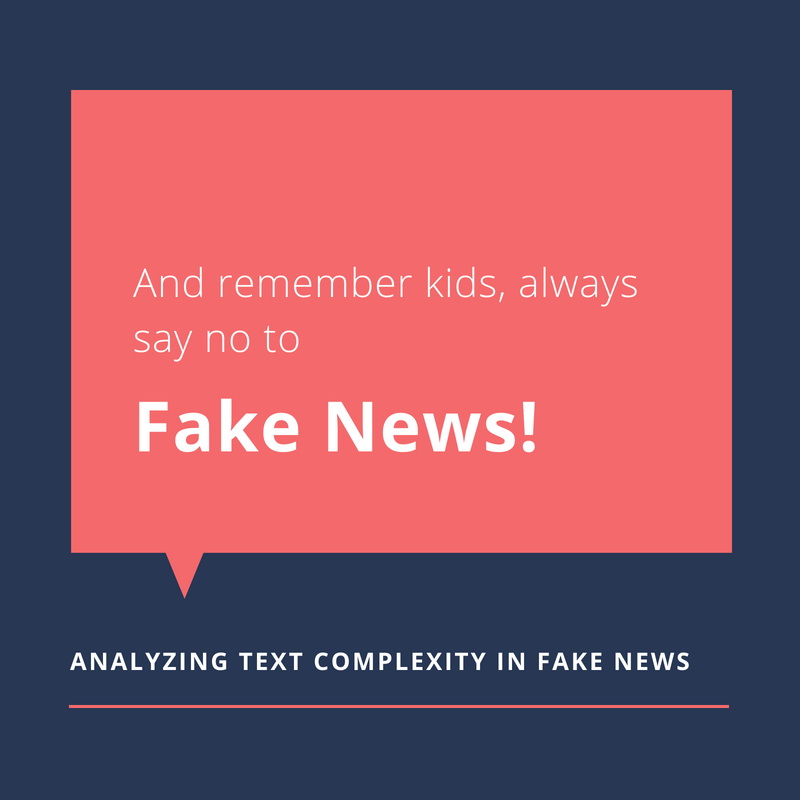 And remember kids, always
say no to
Fake News!
ANALYZING TEXT COMPLEXITY IN FAKE NEWS